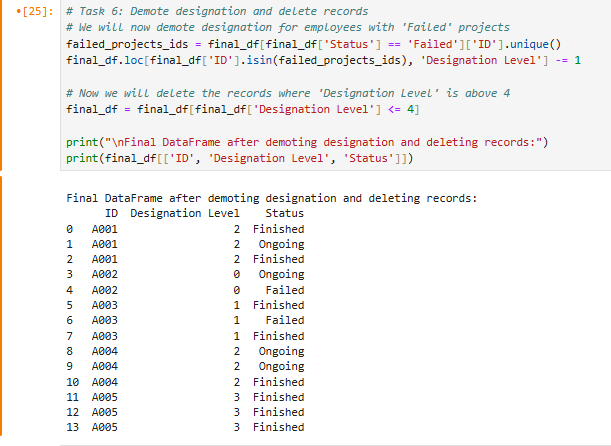 [25]: # Task 6: Demote designation and delete records
# We will now demote designation for employees with 'Failed' projects
failed_projects_ids = final_df[final_df['Status'] == 'Failed']['ID'].unique()
final_df.loc[final_df['ID'].isin(failed_projects_ids), 'Designation Level'] -= 1
# Now we will delete the records where 'Designation Level' is above 4
final_df = final_df[final_df['Designation Level'] <= 4]
print("\nFinal DataFrame after demoting designation and deleting records:")
print(final_df[['ID', 'Designation Level', 'Status']])
Final DataFrame after demoting designation and deleting records:
ID Designation Level Status
0 A001 2 Finished
1 A001 2 Ongoing
2 A001 2 Finished
3 A002 0 Ongoing
4 A002 0 Failed
5 A003 1 Finished
6 A003 1 Failed
7 A003 1 Finished
8 A004 2 Ongoing
9 A004 2 Ongoing
10 A004 2 Finished
11 A005 3 Finished
12 A005 3 Finished
13 A005 3 Finished